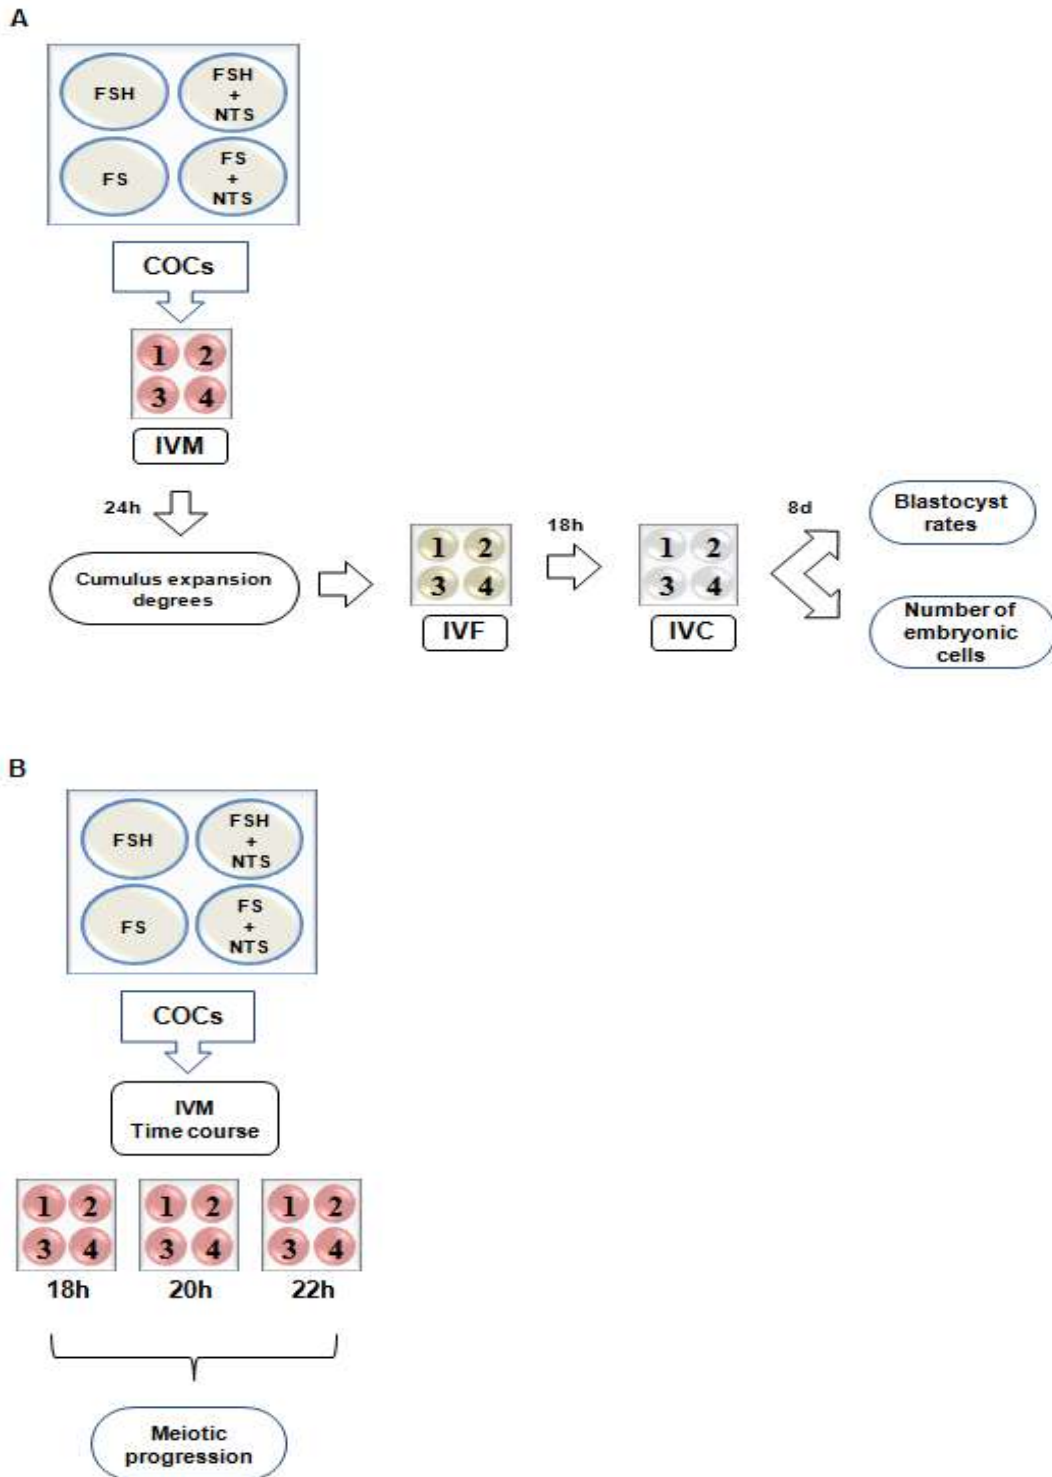 A
FSH
FSH
+
NTS
FS
FS
+
NTS
COCs
1 2
3 4
IVM
24h
Cumulus expansion
degrees
1 2
3 4
IVF
18h
1 2
3 4
IVC
8d
Blastocyst
rates
Number of
embryonic
cells
B
FSH
FSH
+
NTS
FS
FS
+
NTS
COCs
IVM
Time course
1 2
3 4
18h
1 2
3 4
20h
1 2
3 4
22h
Meiotic
progression